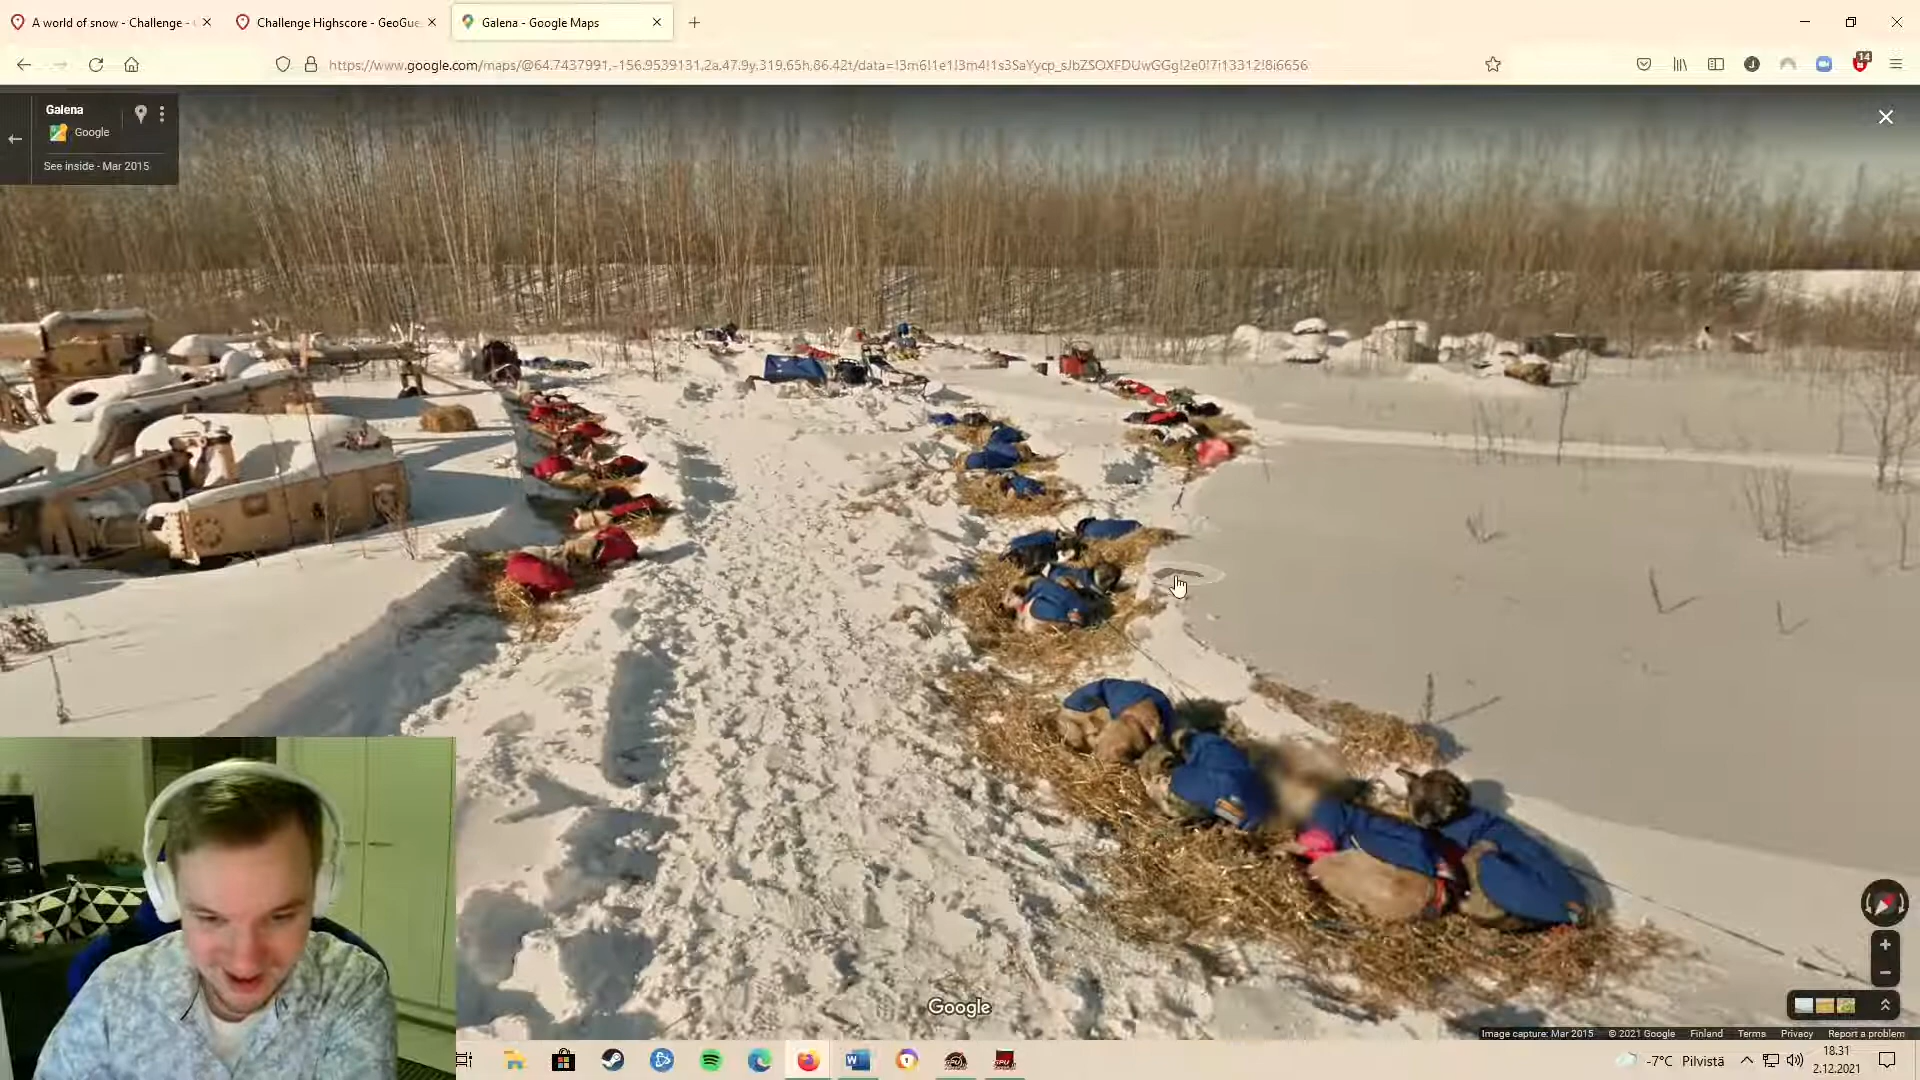 A world of snow - Challenge -
Challenge Highscore - GeoGue
Galena - Google Maps
https://www.google.com/maps/@64.7437991,-156.9539131,2a,47.9y,319.65h,86.42t/data=!3m6!1e1!3m4!1s3SaYycp_sJbZSOXFDUwGGg!2e0!7i13312!8i6656
14
Galena
Google
See inside - Mar 2015
Google
Image capture: Mar 2015 © 2021 Google Finland Terms Privacy Report a problem
-7°C Pilvistä
18.31
2.12.2021